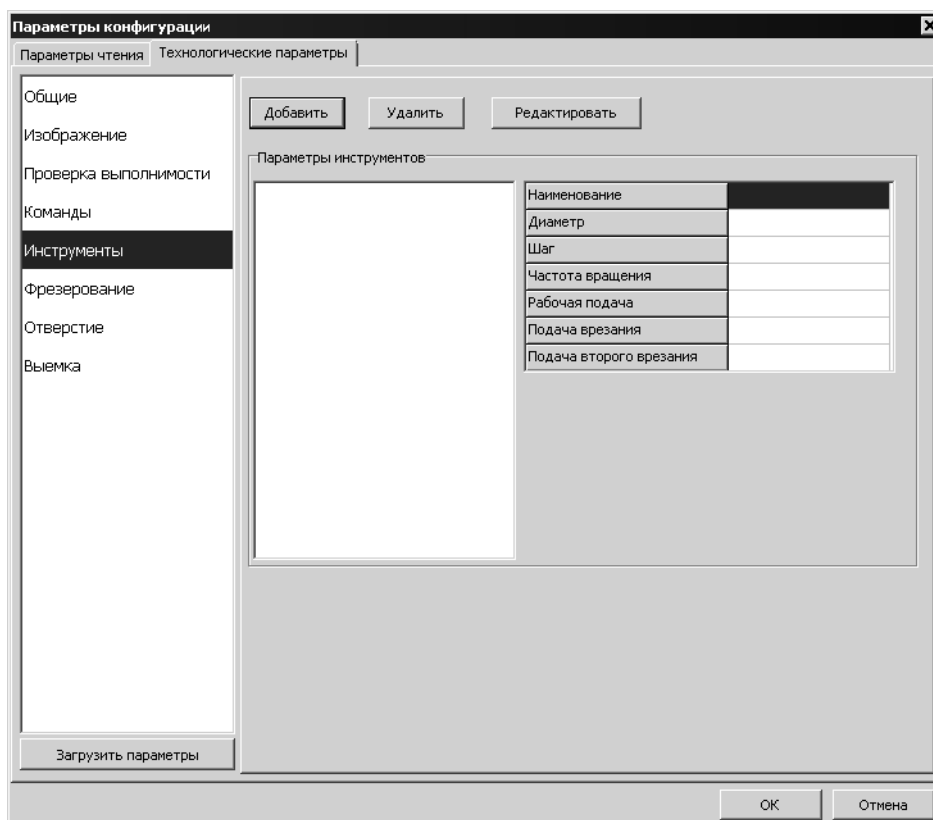 Параметры конфигурации
Параметры чтения Технологические параметры
Общие
Изображение
Проверка выполнимости
Команды
Инструменты
Фрезерование
Отверстие
Выемка
Загрузить параметры
Добавить Удалить Редактировать
Параметры инструментов
Наименование
Диаметр
Шаг
Частота вращения
Рабочая подача
Подача врезания
Подача второго врезания
ОК Отмена